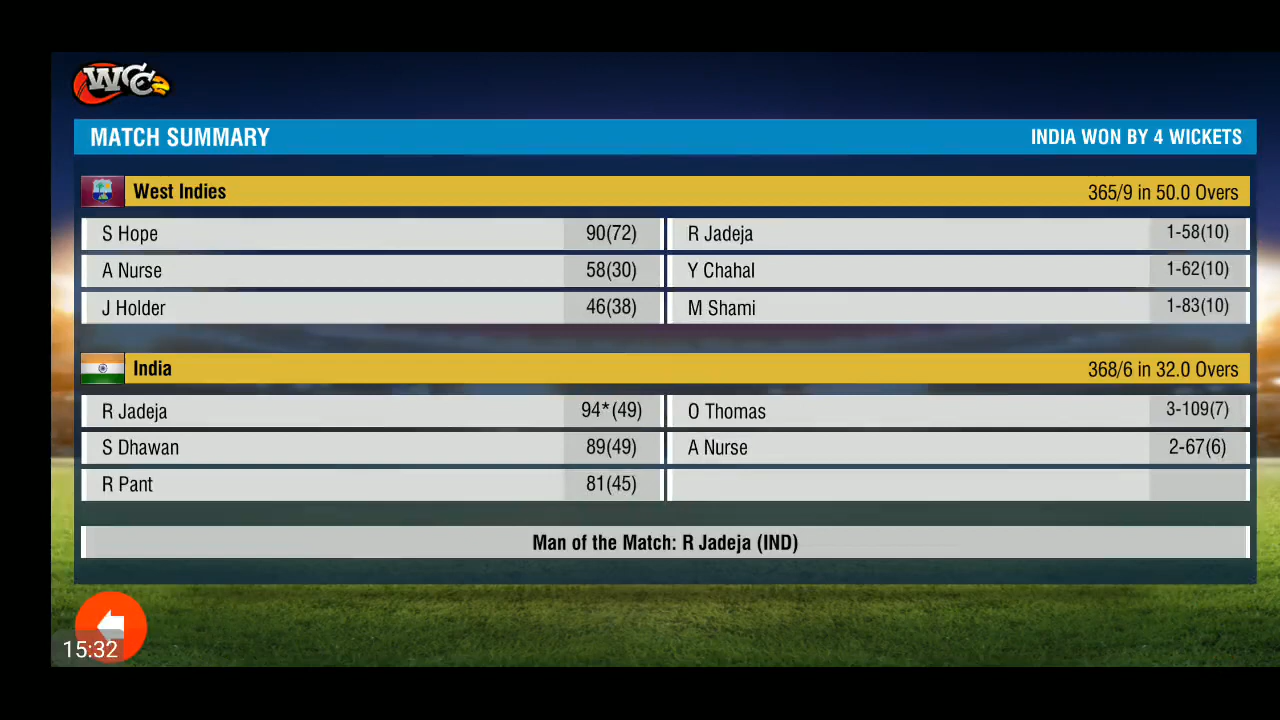 WCC
MATCH SUMMARY INDIA WON BY 4 WICKETS
West Indies 365/9 in 50.0 Overs
S Hope 90(72) R Jadeja 1-58(10)
A Nurse 58(30) Y Chahal 1-62(10)
J Holder 46(38) M Shami 1-83(10)
India 368/6 in 32.0 Overs
R Jadeja 94*(49) O Thomas 3-109(7)
S Dhawan 89(49) A Nurse 2-67(6)
R Pant 81(45)
Man of the Match: R Jadeja (IND)
15:32